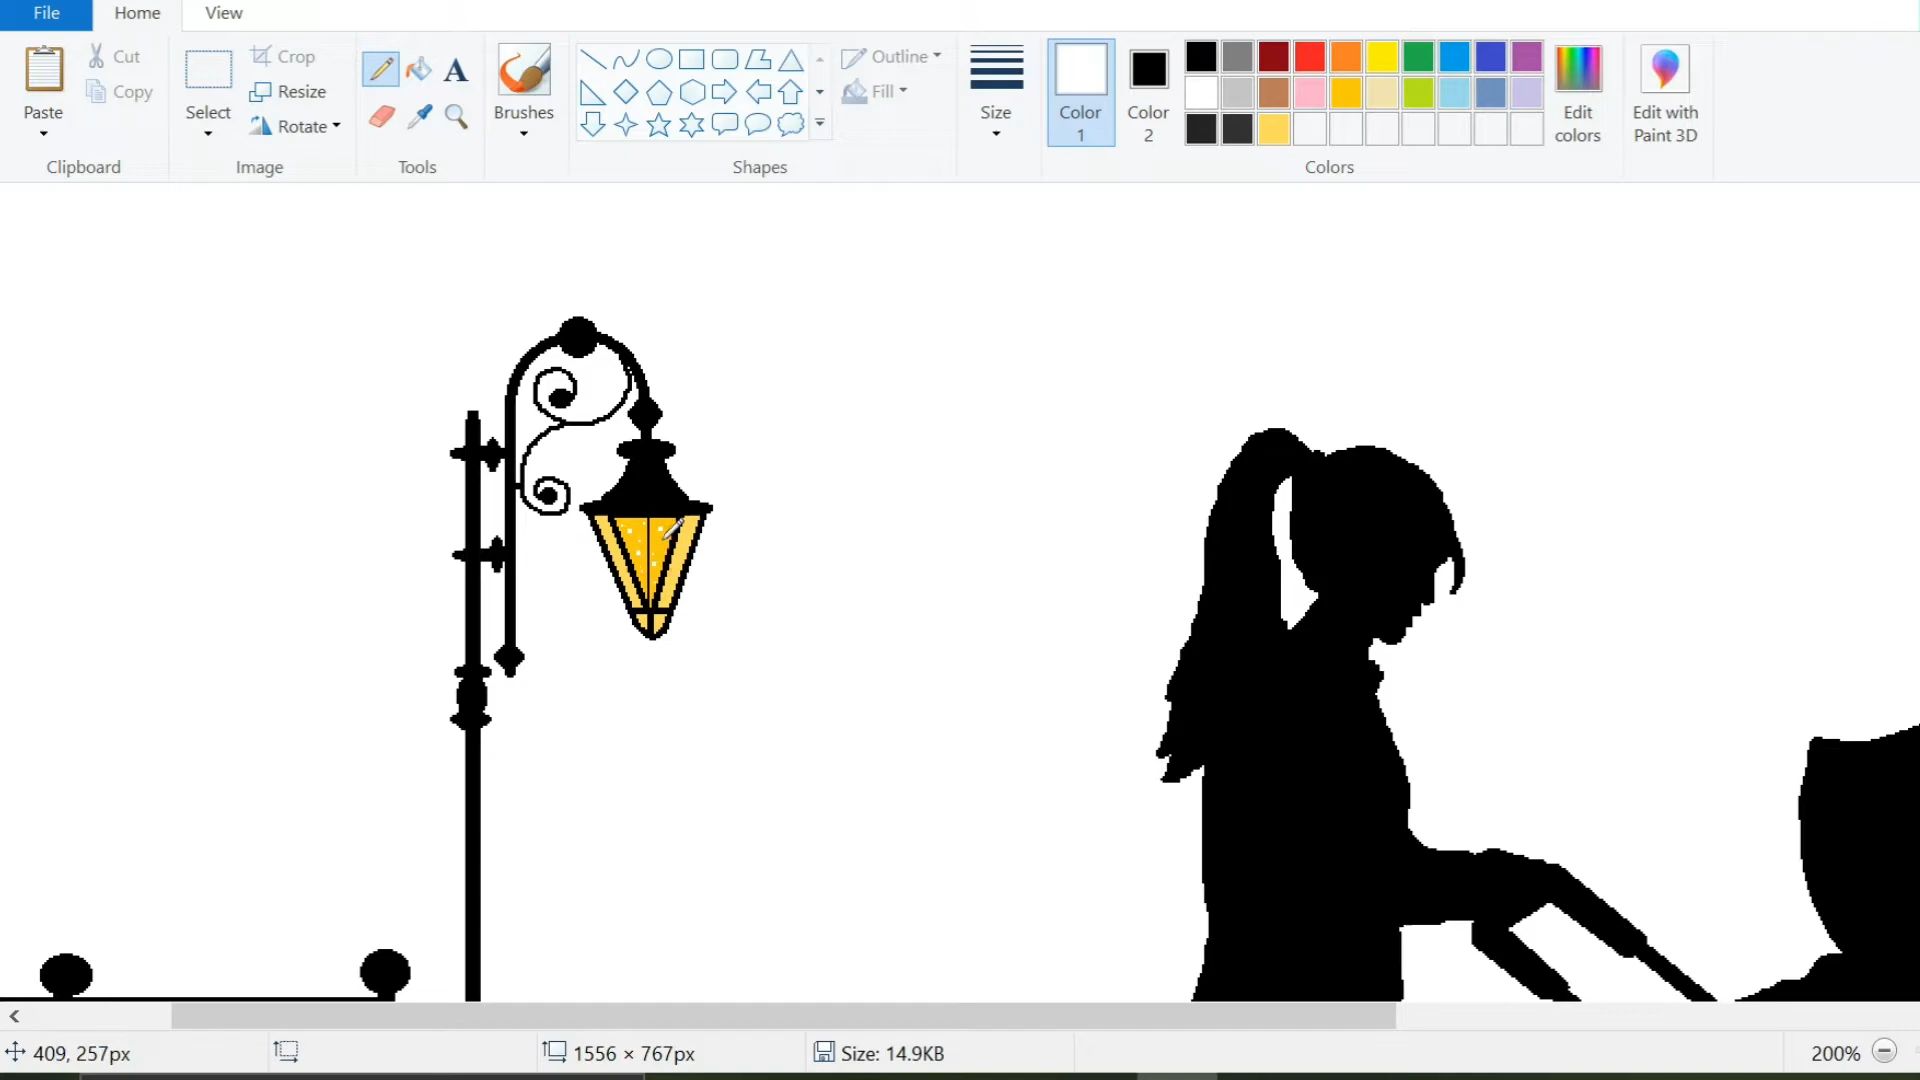 File Home View
Paste
Cut
Copy
Clipboard
Select
Crop
Resize
Rotate
Image
A
Tools
Brushes
Shapes
Outline
Fill
Size
Color
1
Color
2
Colors
Edit
colors
Edit with
Paint 3D
409, 257px
1556 × 767px
Size: 14.9KB
200%